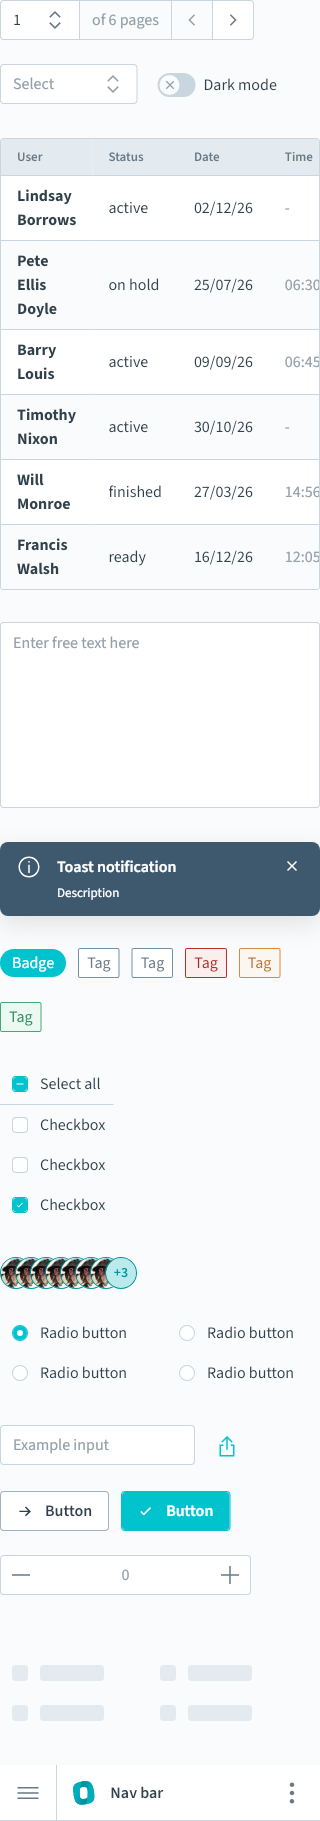 1 of 6 pages
Select Dark mode
User Status Date Time
Lindsay Borrows active 02/12/26 -
Pete Ellis Doyle on hold 25/07/26 06:30
Barry Louis active 09/09/26 06:45
Timothy Nixon active 30/10/26 -
Will Monroe finished 27/03/26 14:56
Francis Walsh ready 16/12/26 12:05
Enter free text here
Toast notification
Description
Badge Tag Tag Tag Tag
Tag
Select all
Checkbox
Checkbox
Checkbox
+3
Radio button Radio button
Radio button Radio button
Example input
Button Button
0
Nav bar